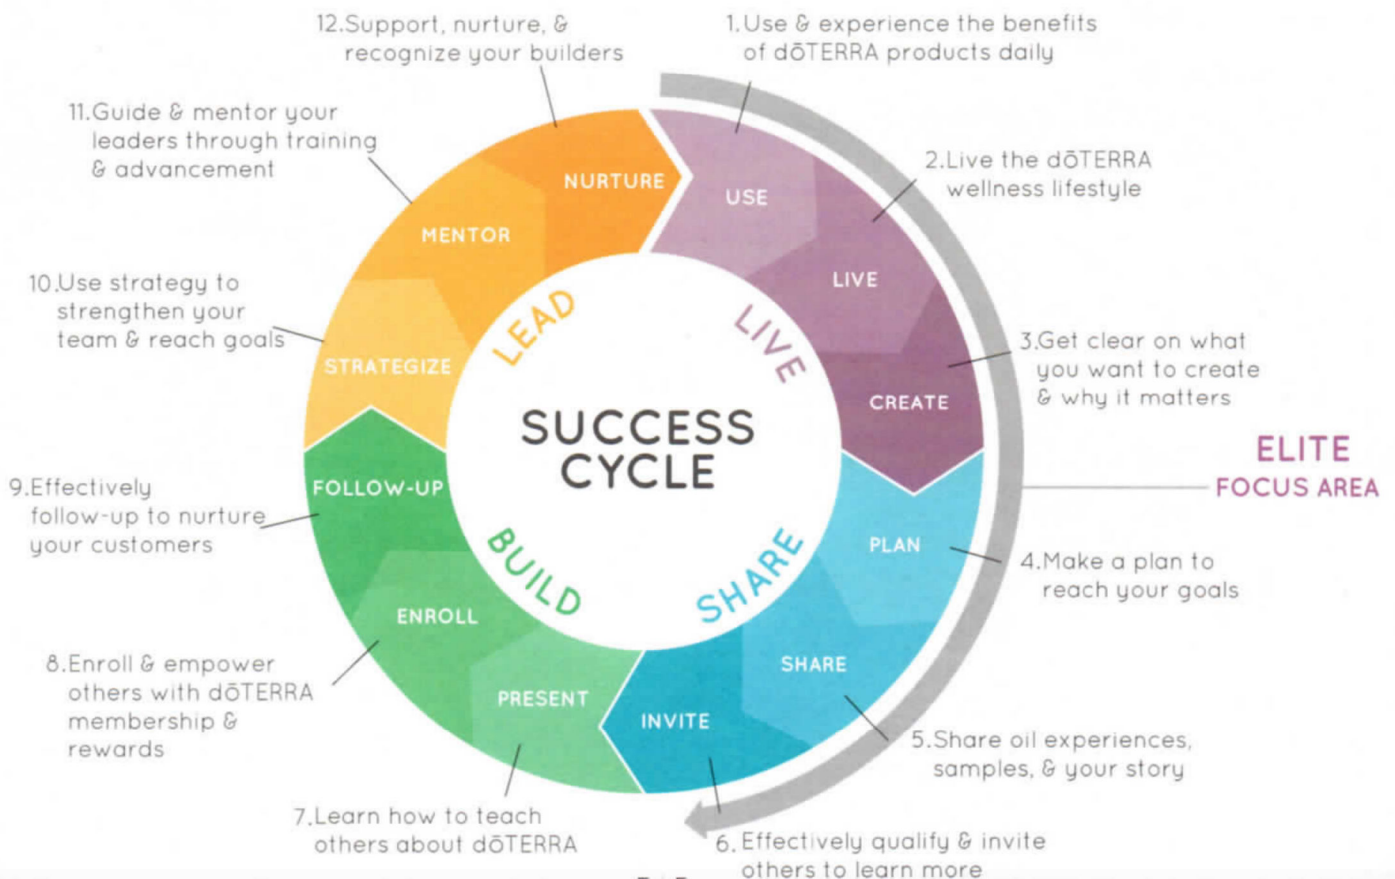 12.Support, nurture, &
recognize your builders
1.Use & experience the benefits
of dōTERRA products daily
11.Guide & mentor your
leaders through training
& advancement
2.Live the dōTERRA
wellness lifestyle
NURTURE
USE
MENTOR
LIVE
10.Use strategy to
strengthen your
team & reach goals
LEAD
LIVE
3.Get clear on what
you want to create
& why it matters
STRATEGIZE
CREATE
SUCCESS
CYCLE
ELITE
FOCUS AREA
9.Effectively
follow-up to nurture
your customers
FOLLOW-UP
PLAN
4.Make a plan to
reach your goals
BUILD
SHARE
ENROLL
SHARE
8.Enroll & empower
others with dōTERRA
membership &
rewards
PRESENT
INVITE
5.Share oil experiences,
samples, & your story
7.Learn how to teach
others about dōTERRA
6. Effectively qualify & invite
others to learn more